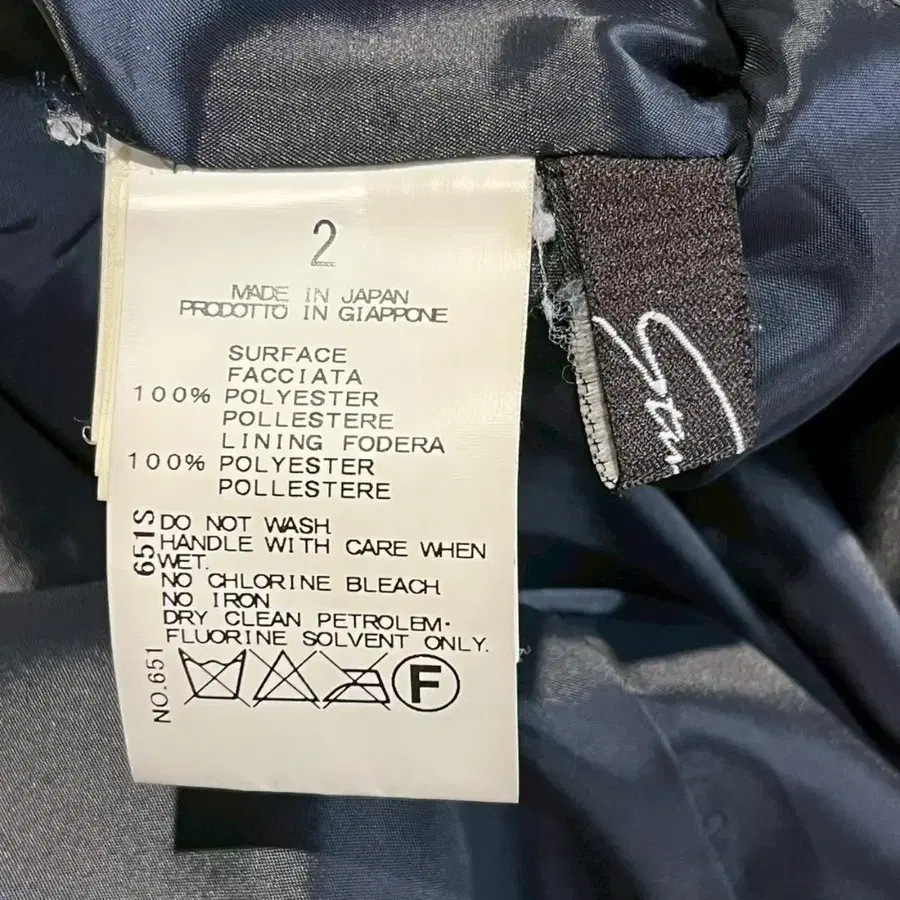 2
MADE IN JAPAN
PRODOTTO IN GIAPPONE
SURFACE
FACCIATA
100% POLYESTER
POLLESTERE
LINING FODERA
100% POLYESTER
POLLESTERE
651S
DO NOT WASH
HANDLE WITH CARE WHEN
WET.
NO CHLORINE BLEACH
NO IRON
DRY CLEAN PETROLEM·
FLUORINE SOLVENT ONLY.
NO.651
F